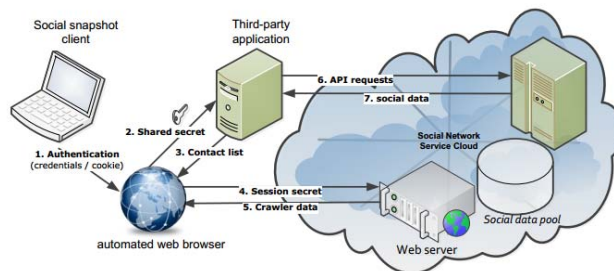 Social snapshot
client
Third-party
application
6. API requests
7. social data
2. Shared secret
3. Contact list
1. Authentication
(credentials / cookie)
Social Network
Service Cloud
4. Session secret
5. Crawler data
Social data pool
Web server
automated web browser